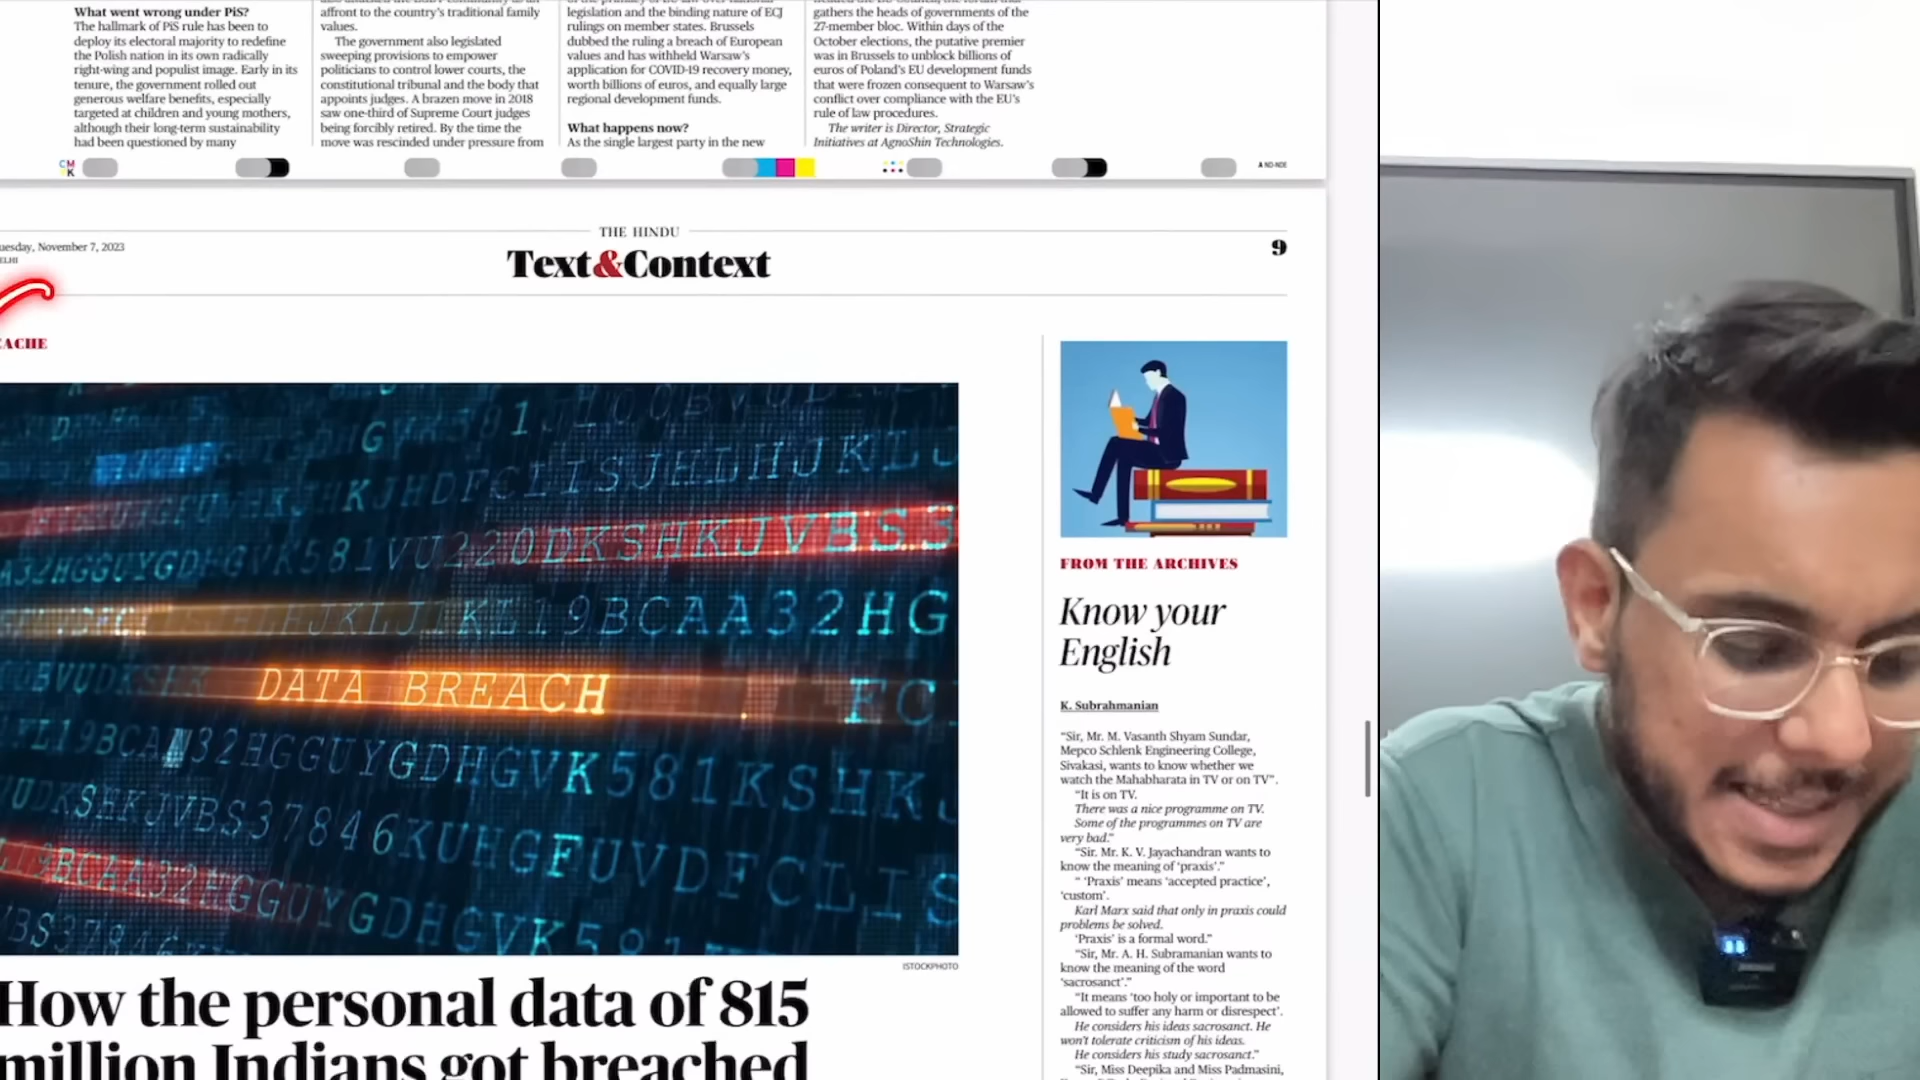 What went wrong under PiS?
The hallmark of PiS rule has been to
deploy its electoral majority to redefine
the Polish nation in its own radically
right-wing and populist image. Early in its
tenure, the government rolled out
generous welfare benefits, especially
targeted at children and young mothers,
although their long-term sustainability
had been questioned by many
affront to the country's traditional family
values.
The government also legislated
sweeping provisions to empower
politicians to control lower courts, the
constitutional tribunal and the body that
appoints judges. A brazen move in 2018
saw one-third of Supreme Court judges
being forcibly retired. By the time the
move was rescinded under pressure from
legislation and the binding nature of ECJ
rulings on member states. Brussels
dubbed the ruling a breach of European
values and has withheld Warsaw's
application for COVID-19 recovery money,
worth billions of euros, and equally large
regional development funds.
What happens now?
As the single largest party in the new
gathers the heads of governments of the
27-member bloc. Within days of the
October elections, the putative premier
was in Brussels to unblock billions of
euros of Poland's EU development funds
that were frozen consequent to Warsaw's
conflict over compliance with the EU's
rule of law procedures.
The writer is Director, Strategic
Initiatives at AgnoShin Technologies.
CM
K
A ND-NDE
uesday, November 7, 2023
ELHI
THE HINDU
Text&Context
9
ACHE
DATA BREACH
ISTOCKPHOTO
How the personal data of 815
million Indians got breached
FROM THE ARCHIVES
Know your
English
K. Subrahmanian
“Sir, Mr. M. Vasanth Shyam Sundar,
Mepco Schlenk Engineering College,
Sivakasi, wants to know whether we
watch the Mahabharata in TV or on TV”.
“It is on TV.
There was a nice programme on TV.
Some of the programmes on TV are
very bad.”
“Sir. Mr. K. V. Jayachandran wants to
know the meaning of ‘praxis’.”
“ ‘Praxis’ means ‘accepted practice’,
‘custom’.
Karl Marx said that only in praxis could
problems be solved.
‘Praxis’ is a formal word.”
“Sir, Mr. A. H. Subramanian wants to
know the meaning of the word
‘sacrosanct’.”
“It means ‘too holy or important to be
allowed to suffer any harm or disrespect’.
He considers his ideas sacrosanct. He
won't tolerate criticism of his ideas.
He considers his study sacrosanct.”
“Sir, Miss Deepika and Miss Padmasini,